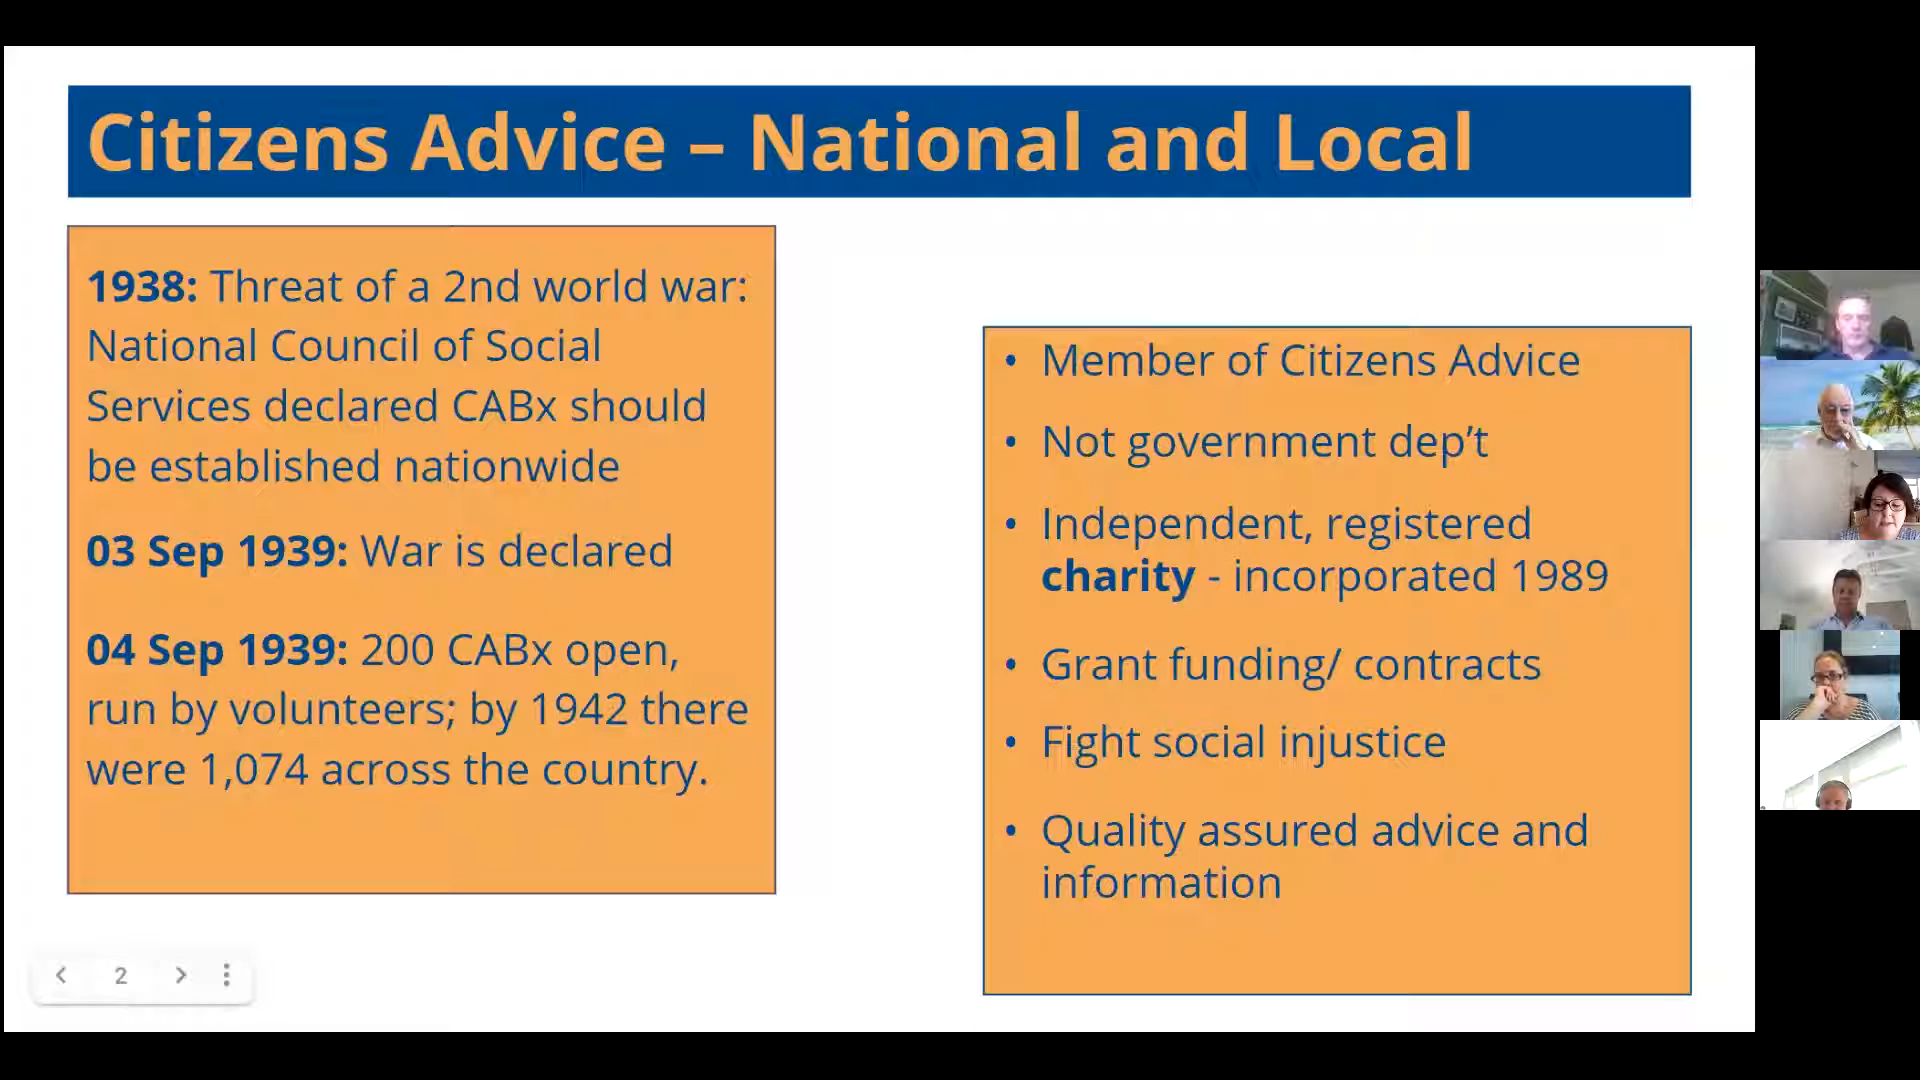 Citizens Advice – National and Local
1938: Threat of a 2nd world war:
National Council of Social
Services declared CABx should
be established nationwide
03 Sep 1939: War is declared
04 Sep 1939: 200 CABx open,
run by volunteers; by 1942 there
were 1,074 across the country.
• Member of Citizens Advice
• Not government dep’t
• Independent, registered
charity - incorporated 1989
• Grant funding/ contracts
• Fight social injustice
• Quality assured advice and
information
2